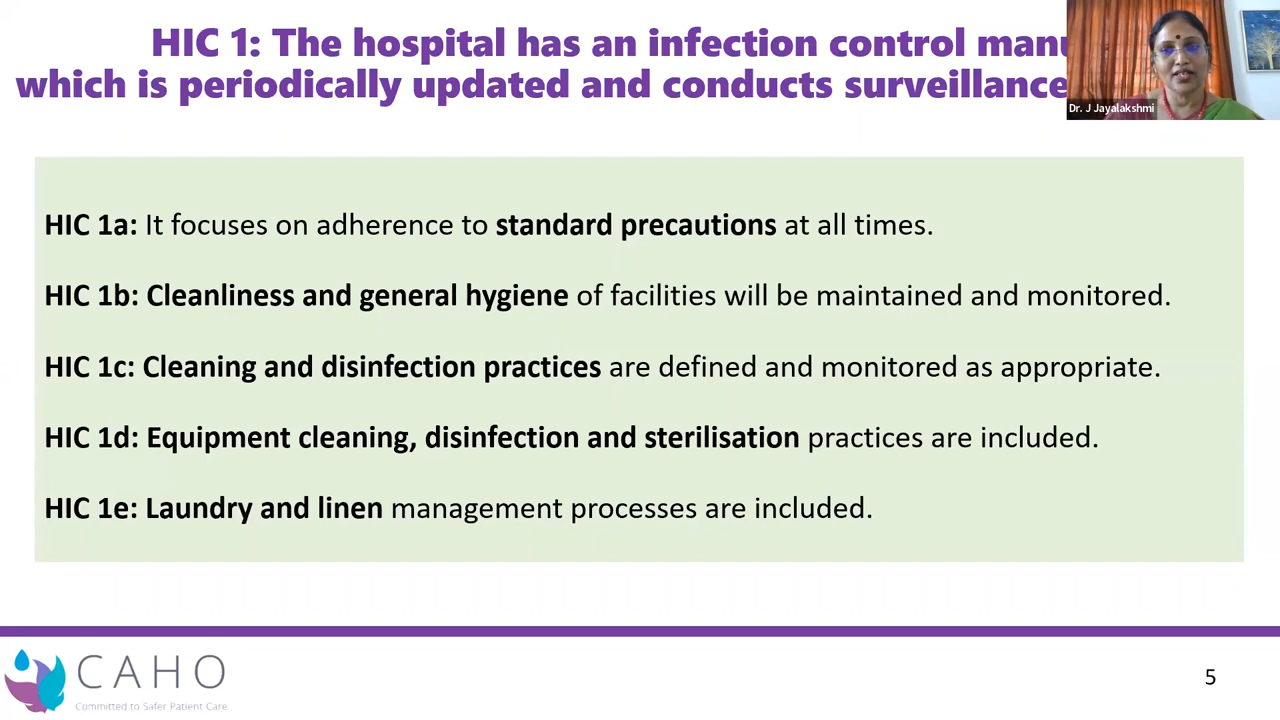 HIC 1: The hospital has an infection control
which is periodically updated and conducts surveillance
Dr. J Jayalakshmi
HIC 1a: It focuses on adherence to standard precautions at all times.
HIC 1b: Cleanliness and general hygiene of facilities will be maintained and monitored.
HIC 1c: Cleaning and disinfection practices are defined and monitored as appropriate.
HIC 1d: Equipment cleaning, disinfection and sterilisation practices are included.
HIC 1e: Laundry and linen management processes are included.
CAHO
Committed to Safer Patient Care
5